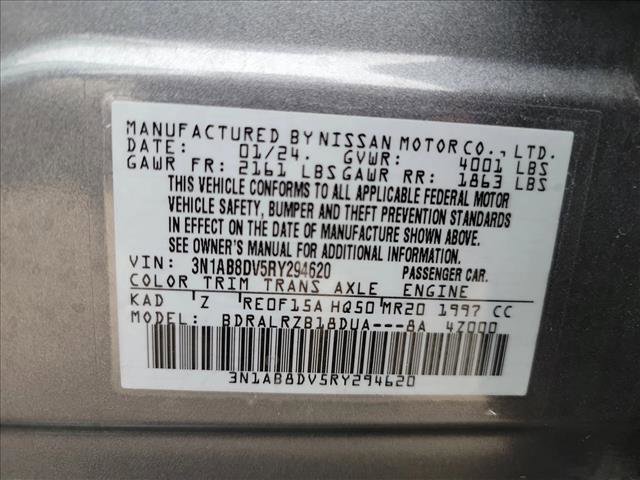 MANUFACTURED BY NISSAN MOTOR CO., LTD.
DATE: 01/24. GVWR: 4001 LBS
GAWR FR: 2161 LBS GAWR RR: 1863 LBS
THIS VEHICLE CONFORMS TO ALL APPLICABLE FEDERAL MOTOR
VEHICLE SAFETY, BUMPER AND THEFT PREVENTION STANDARDS
IN EFFECT ON THE DATE OF MANUFACTURE SHOWN ABOVE.
SEE OWNER'S MANUAL FOR ADDITIONAL INFORMATION.
VIN: 3N1AB8DV5RY294620 PASSENGER CAR.
COLOR TRIM TRANS AXLE ENGINE
KAD Z RE0F15A HQ50 MR20 1997 CC
MODEL: BDRALRZB18DUA---8A 4Z000
3N1AB8DV5RY294620